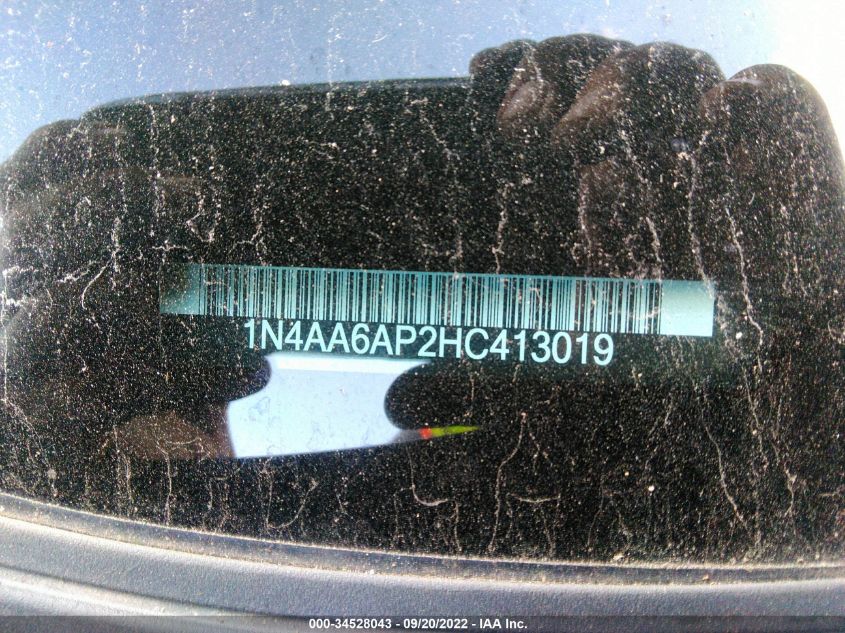 1N4AA6AP2HC413019
000-34528043 - 09/20/2022 - IAA Inc.